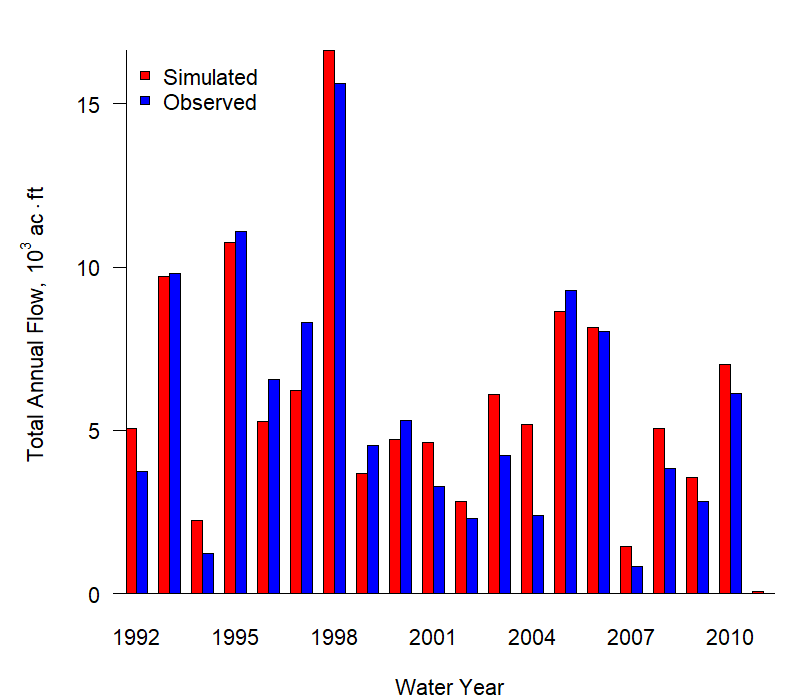 Simulated
Observed
Total Annual Flow, 10³ ac·ft
15
10
5
0
1992 1995 1998 2001 2004 2007 2010
Water Year